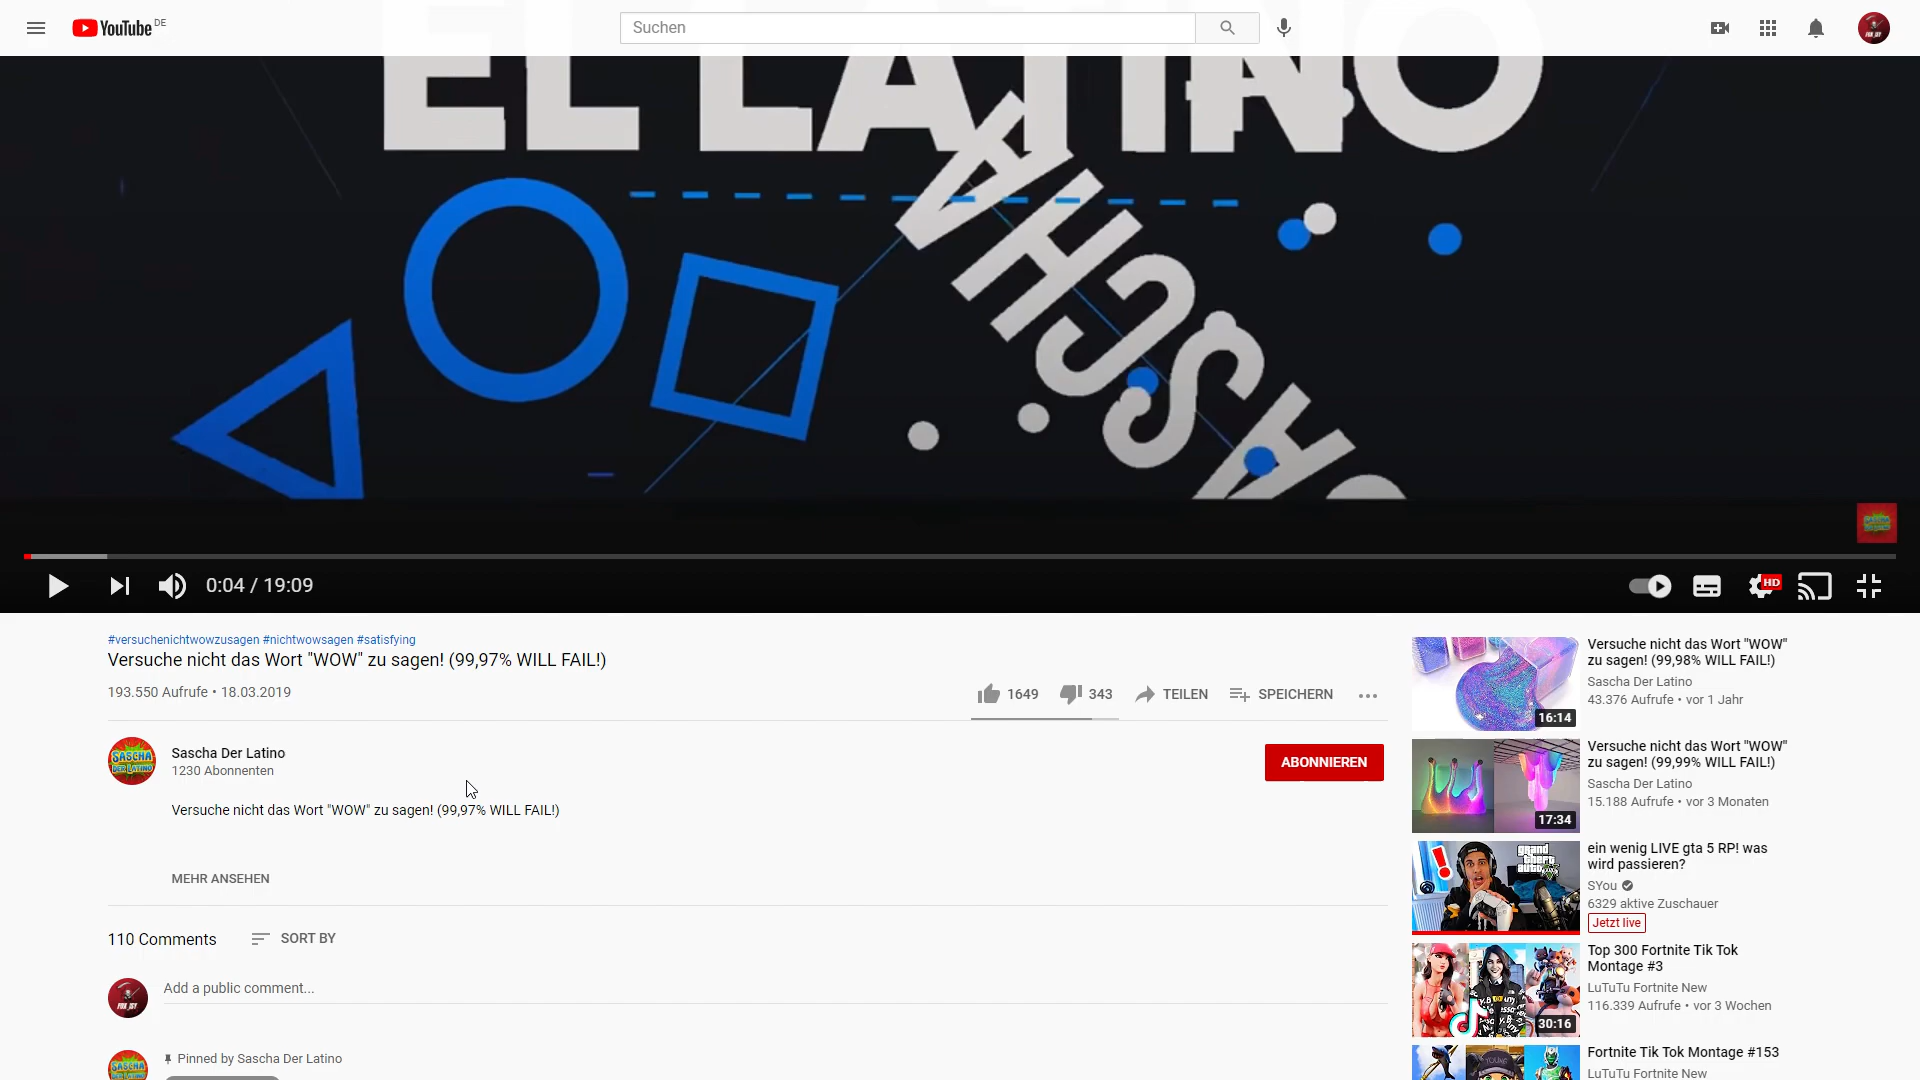 YouTube DE
Suchen
EL LATINO
SASCHA
0:04 / 19:09
HD
#versuchenichtwowzusagen #nichtwowsagen #satisfying
Versuche nicht das Wort "WOW" zu sagen! (99,97% WILL FAIL!)
193.550 Aufrufe • 18.03.2019
1649
343
TEILEN
SPEICHERN
SASCHA
DER LATINO
Sascha Der Latino
1230 Abonnenten
ABONNIEREN
Versuche nicht das Wort "WOW" zu sagen! (99,97% WILL FAIL!)
MEHR ANSEHEN
110 Comments
SORT BY
Add a public comment...
Pinned by Sascha Der Latino
Versuche nicht das Wort "WOW"
zu sagen! (99,98% WILL FAIL!)
Sascha Der Latino
43.376 Aufrufe • vor 1 Jahr
16:14
Versuche nicht das Wort "WOW"
zu sagen! (99,99% WILL FAIL!)
Sascha Der Latino
15.188 Aufrufe • vor 3 Monaten
17:34
ein wenig LIVE gta 5 RP! was
wird passieren?
SYou
6329 aktive Zuschauer
Jetzt live
Top 300 Fortnite Tik Tok
Montage #3
LuTuTu Fortnite New
116.339 Aufrufe • vor 3 Wochen
30:16
Fortnite Tik Tok Montage #153
LuTuTu Fortnite New